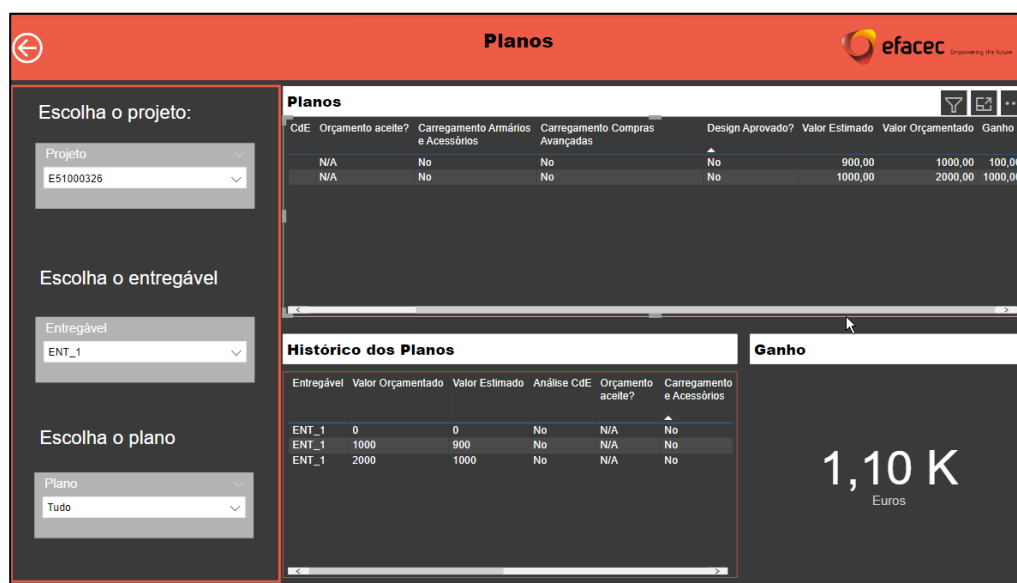 Planos
efacec Empowering the future
Escolha o projeto:
Projeto
E51000326
Escolha o entregável
Entregável
ENT_1
Escolha o plano
Plano
Tudo
Planos
CdE Orçamento aceite? Carregamento Armários e Acessórios Carregamento Compras Avançadas Design Aprovado? Valor Estimado Valor Orçamentado Ganho
N/A No No No 900,00 1000,00 100,00
N/A No No No 1000,00 2000,00 1000,00
Histórico dos Planos
Entregável Valor Orçamentado Valor Estimado Análise CdE Orçamento aceite? Carregamento e Acessórios
ENT_1 0 0 No N/A No
ENT_1 1000 900 No N/A No
ENT_1 2000 1000 No N/A No
Ganho
1,10 K
Euros